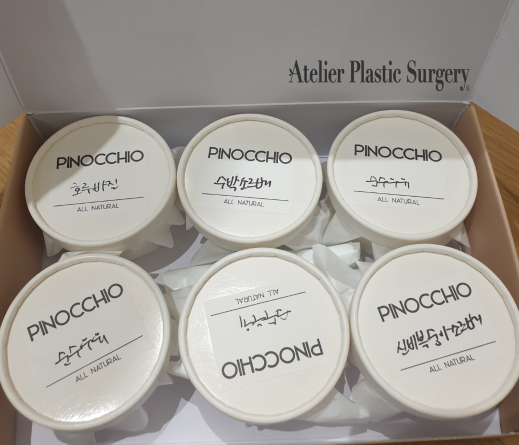 Atelier Plastic Surgery
PINOCCHIO
ALL NATURAL
PINOCCHIO
수박소르베
ALL NATURAL
PINOCCHIO
순수우유
ALL NATURAL
PINOCCHIO
순수우유
ALL NATURAL
PINOCCHIO
ALL NATURAL
PINOCCHIO
신비복숭아소르베
ALL NATURAL